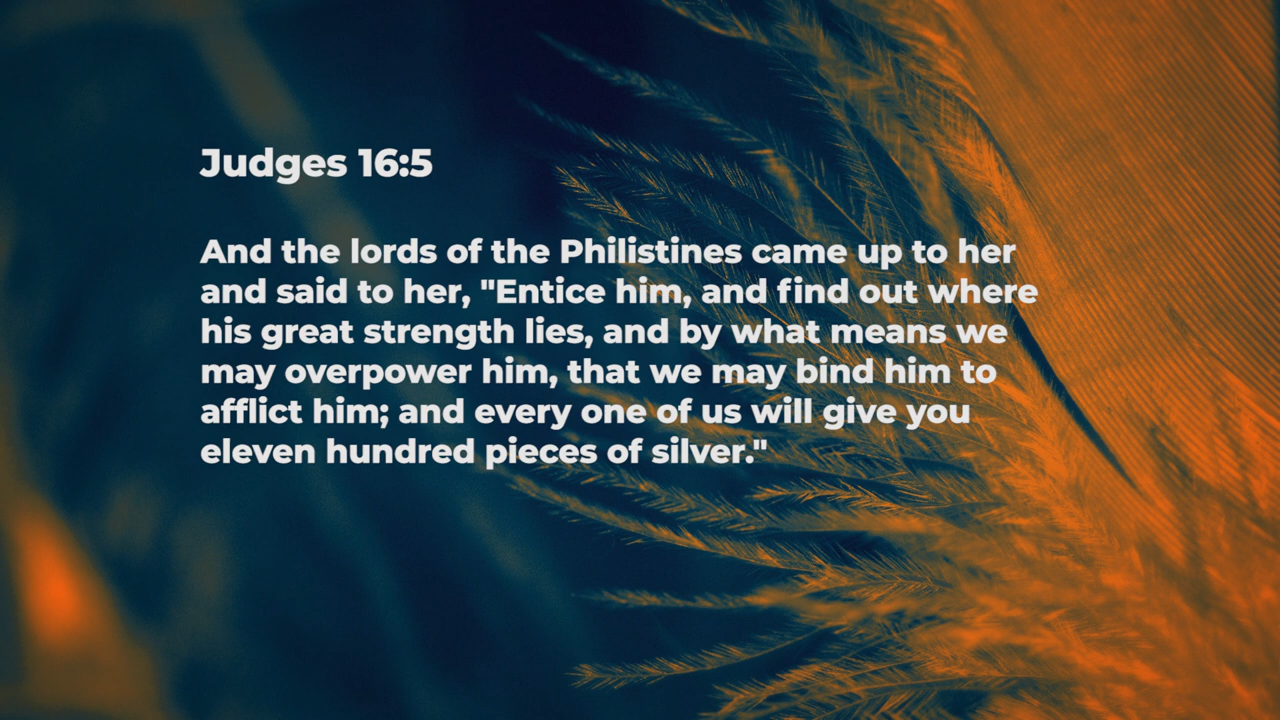 Judges 16:5
And the lords of the Philistines came up to her
and said to her, "Entice him, and find out where
his great strength lies, and by what means we
may overpower him, that we may bind him to
afflict him; and every one of us will give you
eleven hundred pieces of silver."